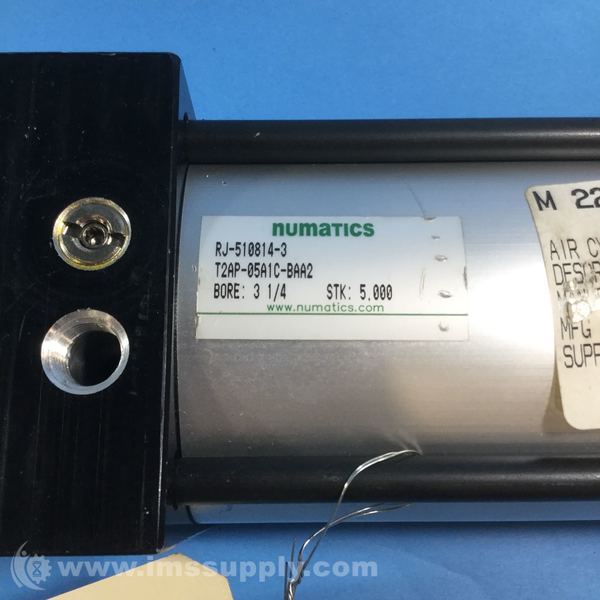 numatics
RJ-510814-3
T2AP-05A1C-BAA2
BORE: 3 1/4 STK: 5.000
www.numatics.com
M 22
AIR CY
DESCR
MFG
SUPP
www.imssupply.com